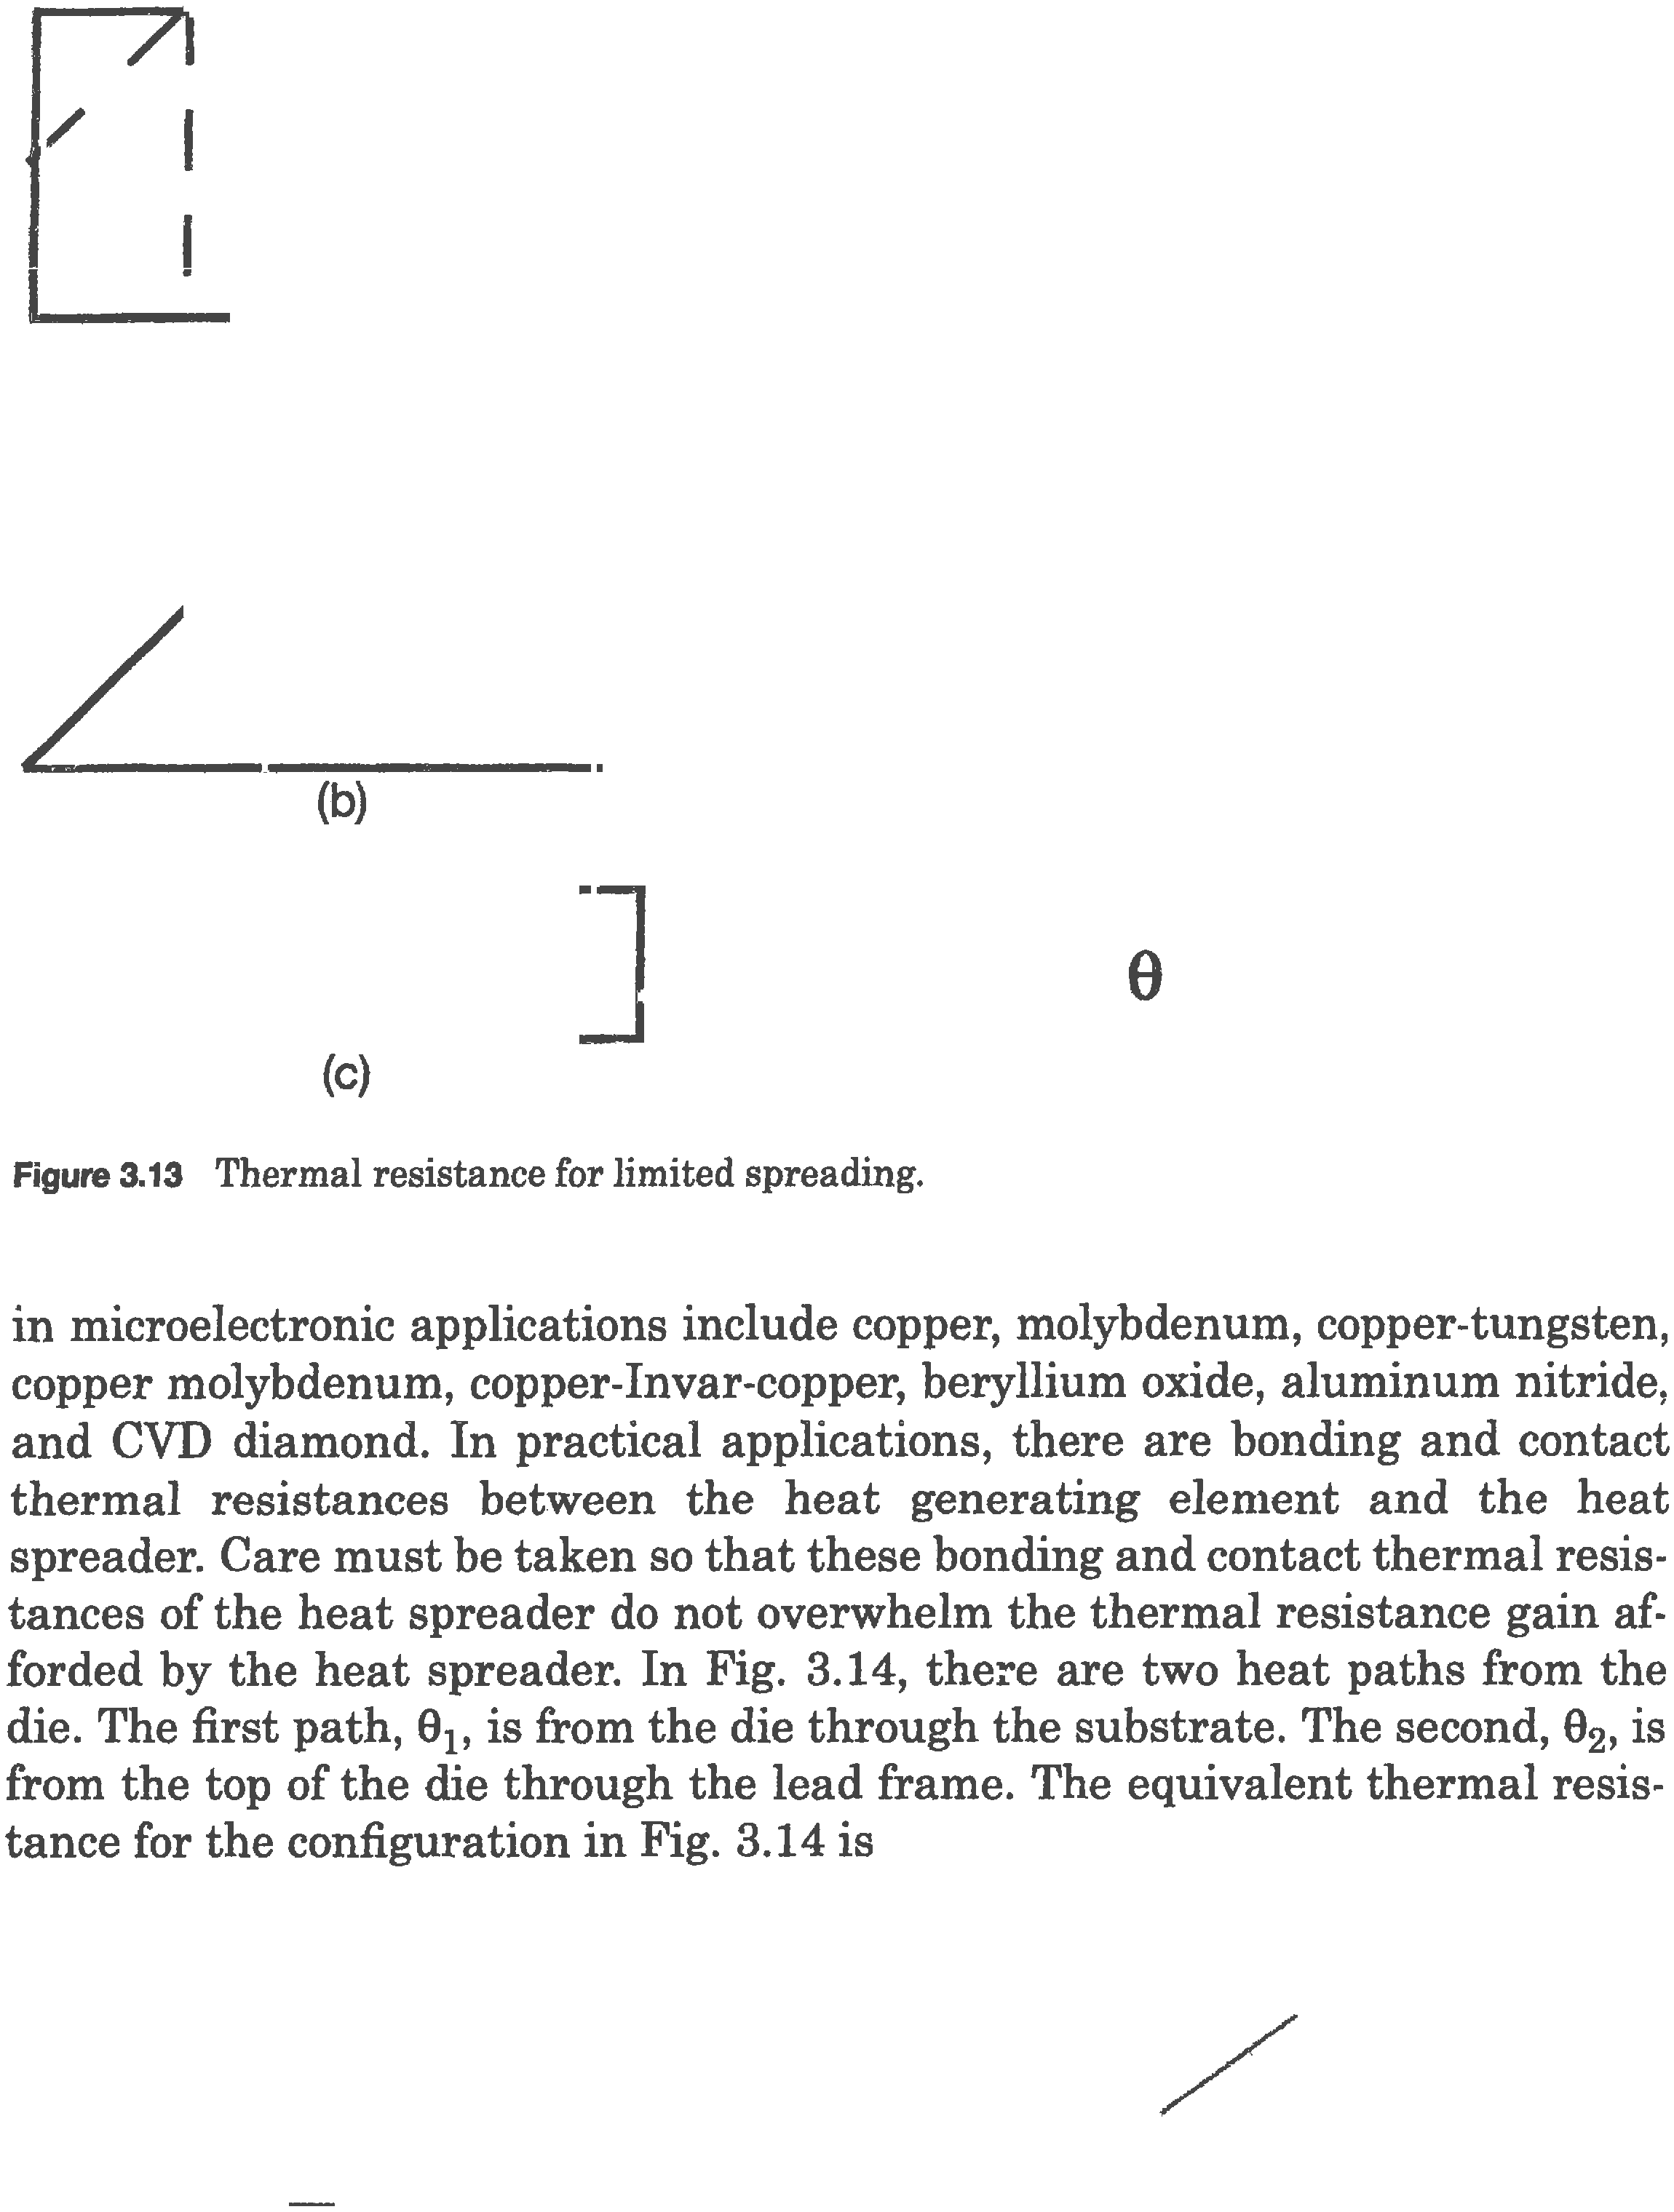 (b)
θ
(c)
Figure 3.13 Thermal resistance for limited spreading.
in microelectronic applications include copper, molybdenum, copper-tungsten,
copper molybdenum, copper-Invar-copper, beryllium oxide, aluminum nitride,
and CVD diamond. In practical applications, there are bonding and contact
thermal resistances between the heat generating element and the heat
spreader. Care must be taken so that these bonding and contact thermal resis-
tances of the heat spreader do not overwhelm the thermal resistance gain af-
forded by the heat spreader. In Fig. 3.14, there are two heat paths from the
die. The first path, θ₁, is from the die through the substrate. The second, θ₂, is
from the top of the die through the lead frame. The equivalent thermal resis-
tance for the configuration in Fig. 3.14 is